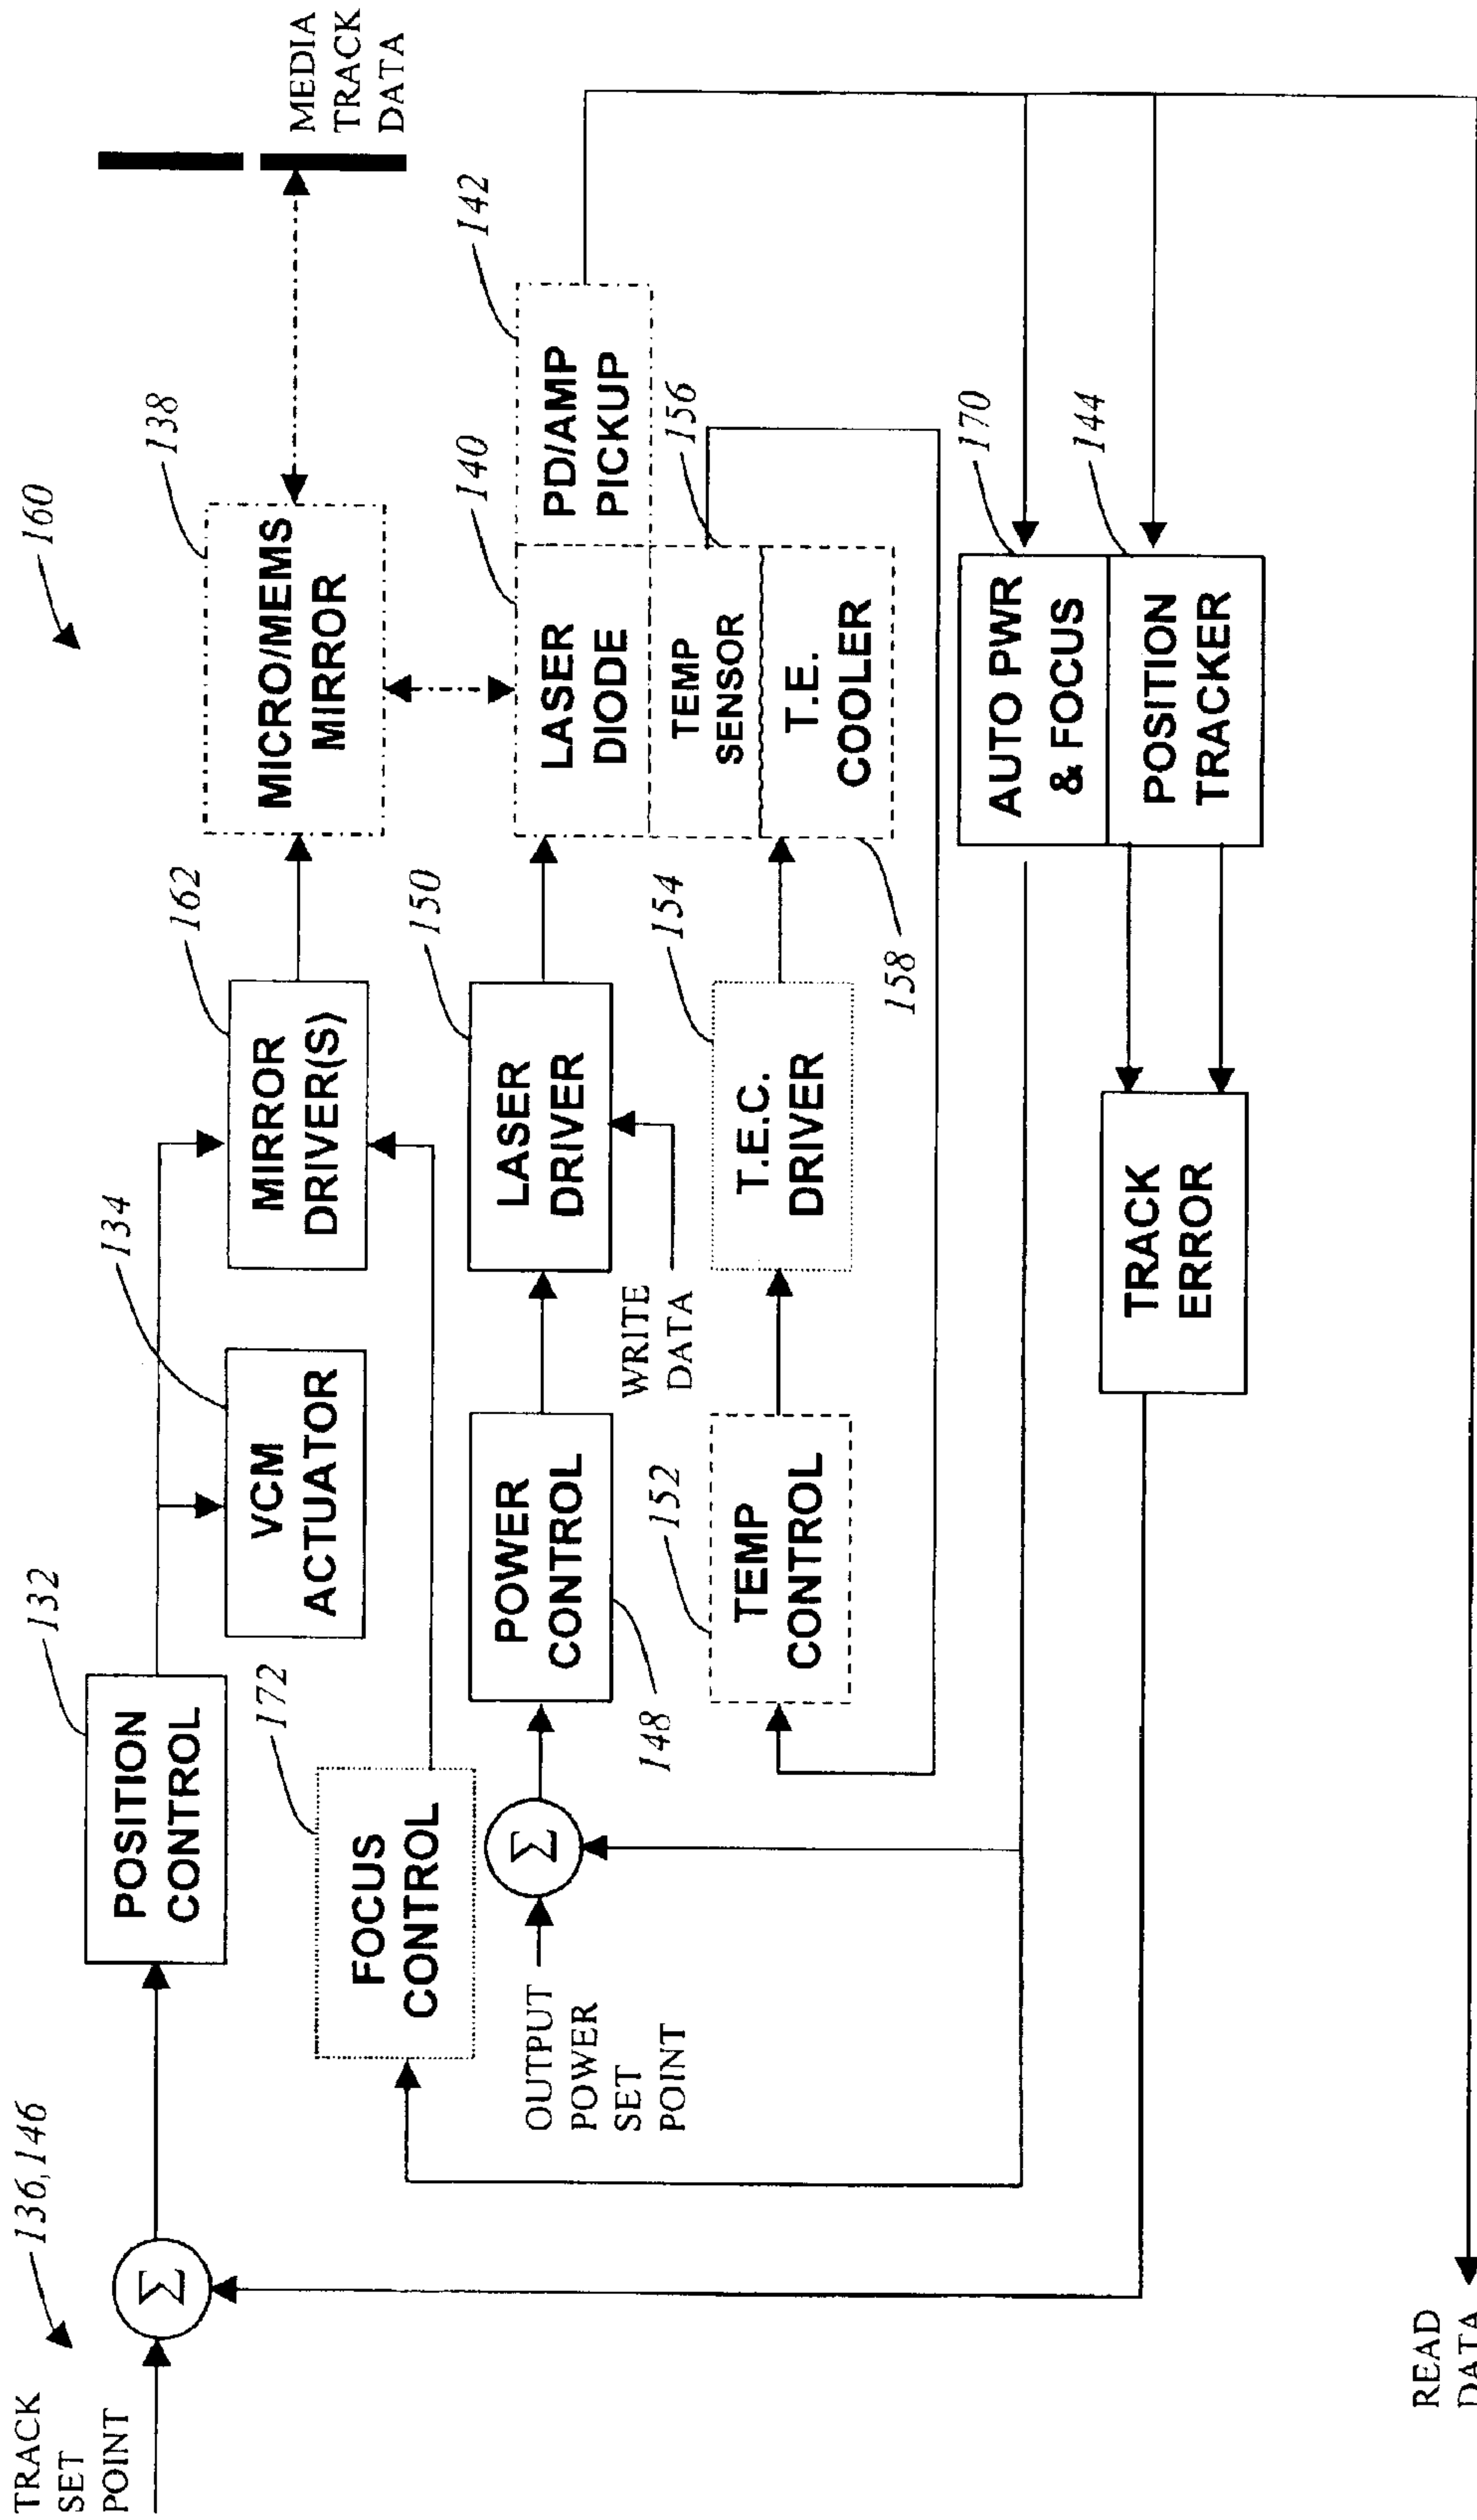 TRACK
SET
POINT
136,146
132
POSITION
CONTROL
134
VCM
ACTUATOR
162
MIRROR
DRIVER(S)
160
138
MICRO/MEMS
MIRROR
MEDIA
TRACK
DATA
172
FOCUS
CONTROL
OUTPUT
POWER
SET
POINT
Σ
Σ
POWER
CONTROL
148
150
LASER
DRIVER
WRITE
DATA
140
LASER
DIODE
142
PD/AMP
PICKUP
152
TEMP
CONTROL
154
T.E.C.
DRIVER
TEMP
SENSOR
156
T.E.
COOLER
158
170
AUTO PWR
& FOCUS
144
POSITION
TRACKER
TRACK
ERROR
READ
DATA